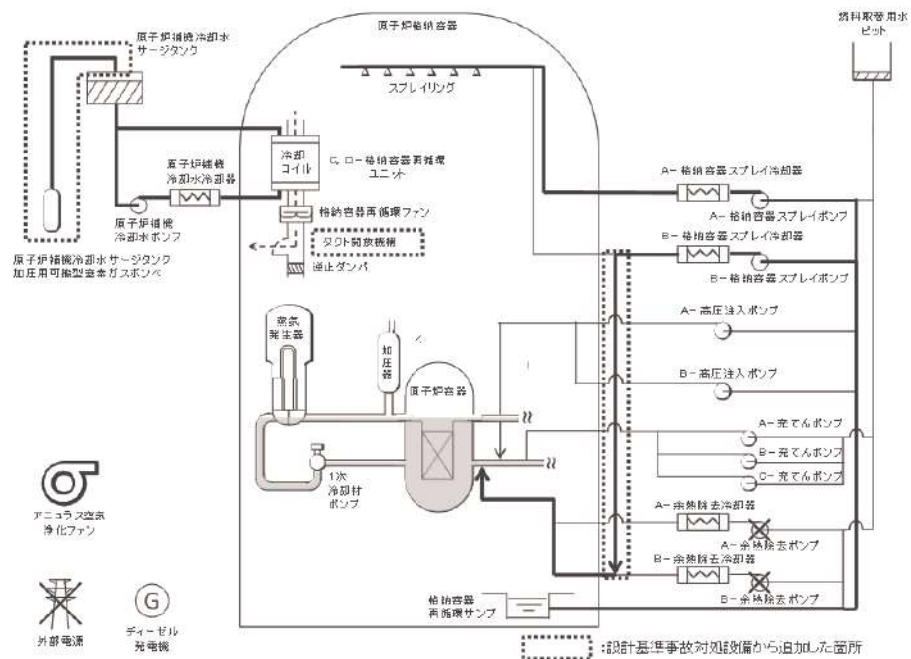 原子炉補機冷却水
サージタンク
原子炉格納容器
燃料取替用水
ピット
スプレイリング
冷却
コイル
C, D-格納容器再循環
ユニット
原子炉補機
冷却水冷却器
原子炉補機
冷却水ポンプ
格納容器再循環ファン
ダクト開放機構
逆止ダンパ
原子炉補機冷却水サージタンク
加圧用可搬型窒素ガスボンベ
A-格納容器スプレイ冷却器
A-格納容器スプレイポンプ
B-格納容器スプレイ冷却器
B-格納容器スプレイポンプ
A-高圧注入ポンプ
B-高圧注入ポンプ
蒸気
発生器
加
圧
器
原子炉容器
1次
冷却材
ポンプ
A-充てんポンプ
B-充てんポンプ
C-充てんポンプ
A-余熱除去冷却器
A-余熱除去ポンプ
B-余熱除去冷却器
B-余熱除去ポンプ
アニュラス空気
浄化ファン
外部電源
G
ディーゼル
発電機
格納容器
再循環サンプ
:設計基準事故対処設備から追加した箇所